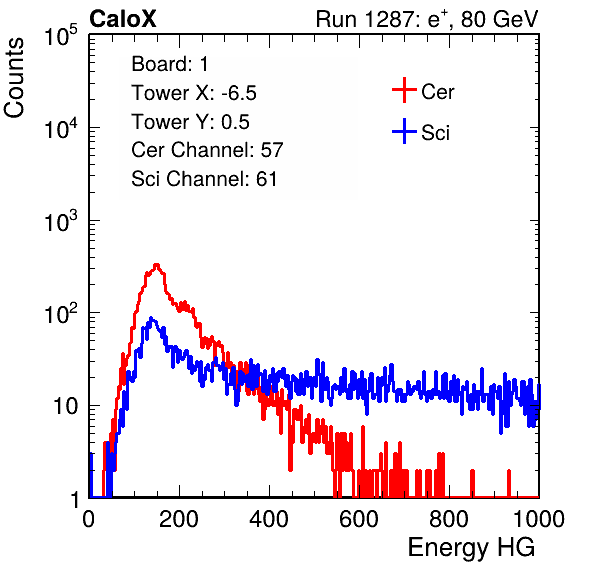 CaloX Run 1287: e⁺, 80 GeV
Counts
10⁵
10⁴
10³
10²
10
1
Board: 1
Tower X: -6.5
Tower Y: 0.5
Cer Channel: 57
Sci Channel: 61
Cer
Sci
0 200 400 600 800 1000
Energy HG